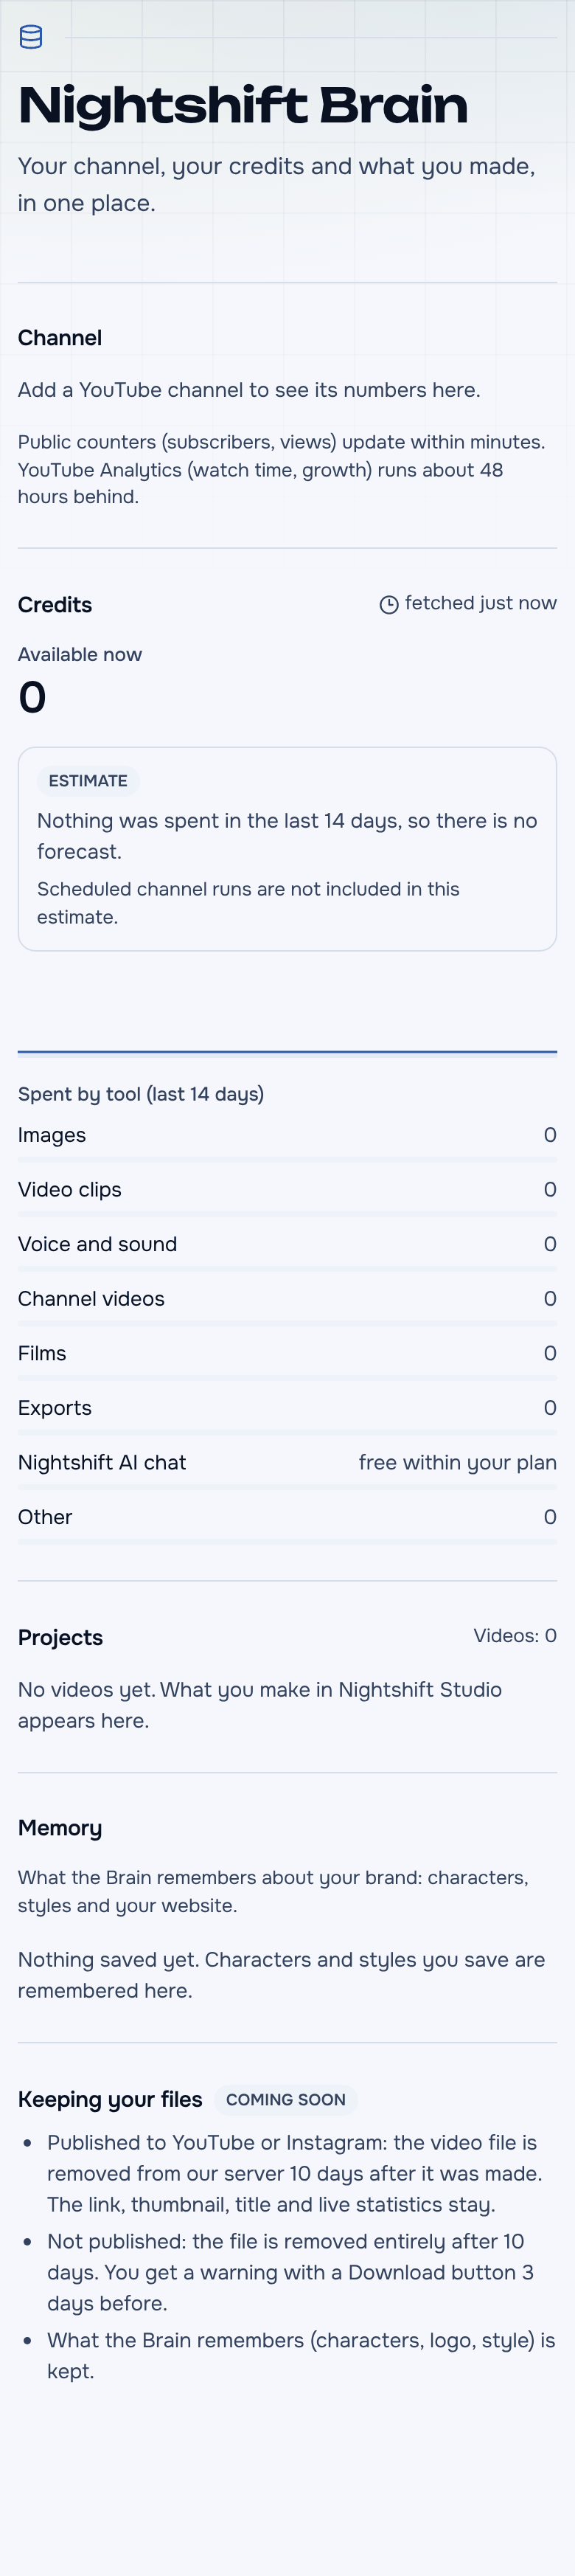 Nightshift Brain
Your channel, your credits and what you made,
in one place.
Channel
Add a YouTube channel to see its numbers here.
Public counters (subscribers, views) update within minutes.
YouTube Analytics (watch time, growth) runs about 48
hours behind.
Credits
fetched just now
Available now
0
ESTIMATE
Nothing was spent in the last 14 days, so there is no
forecast.
Scheduled channel runs are not included in this
estimate.
Spent by tool (last 14 days)
Images 0
Video clips 0
Voice and sound 0
Channel videos 0
Films 0
Exports 0
Nightshift AI chat free within your plan
Other 0
Projects Videos: 0
No videos yet. What you make in Nightshift Studio
appears here.
Memory
What the Brain remembers about your brand: characters,
styles and your website.
Nothing saved yet. Characters and styles you save are
remembered here.
Keeping your files COMING SOON
• Published to YouTube or Instagram: the video file is
removed from our server 10 days after it was made.
The link, thumbnail, title and live statistics stay.
• Not published: the file is removed entirely after 10
days. You get a warning with a Download button 3
days before.
• What the Brain remembers (characters, logo, style) is
kept.